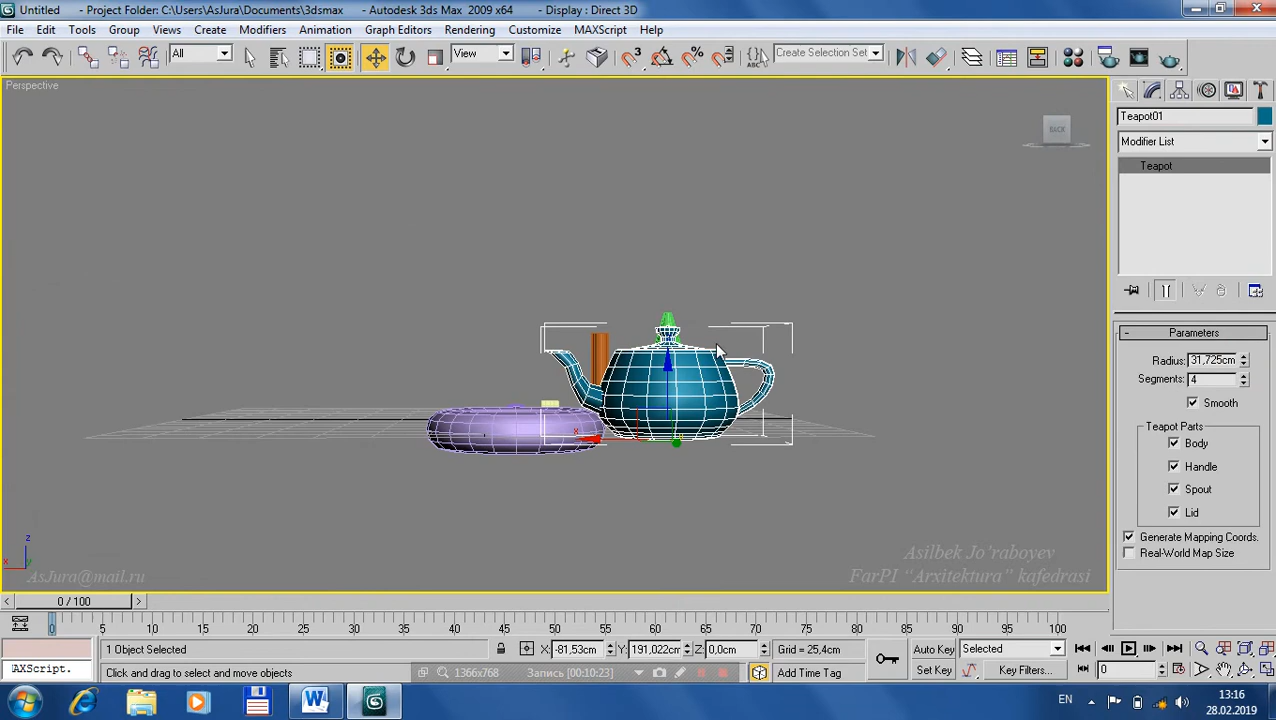 Untitled - Project Folder: C:\Users\AsJura\Documents\3dsmax - Autodesk 3ds Max 2009 x64 - Display : Direct 3D
File Edit Tools Group Views Create Modifiers Animation Graph Editors Rendering Customize MAXScript Help
All View Create Selection Set
Perspective
BACK
Teapot01
Modifier List
Teapot
- Parameters
Radius: 31,725cm
Segments: 4
Smooth
Teapot Parts
Body
Handle
Spout
Lid
Generate Mapping Coords.
Real-World Map Size
z
x y
x
Asilbek Jo'raboyev
FarPI "Arxitektura" kafedrasi
AsJura@mail.ru
< 0 / 100 >
0 5 10 15 20 25 30 35 40 45 50 55 60 65 70 75 80 85 90 95 100
1 Object Selected X: -81,53cm Y: 191,022cm Z: 0,0cm Grid = 25,4cm Auto Key Selected
AXScript. Click and drag to select and move objects 1366x768 Запись [00:10:23] Add Time Tag Set Key Key Filters... 0
EN 13:16
28.02.2019